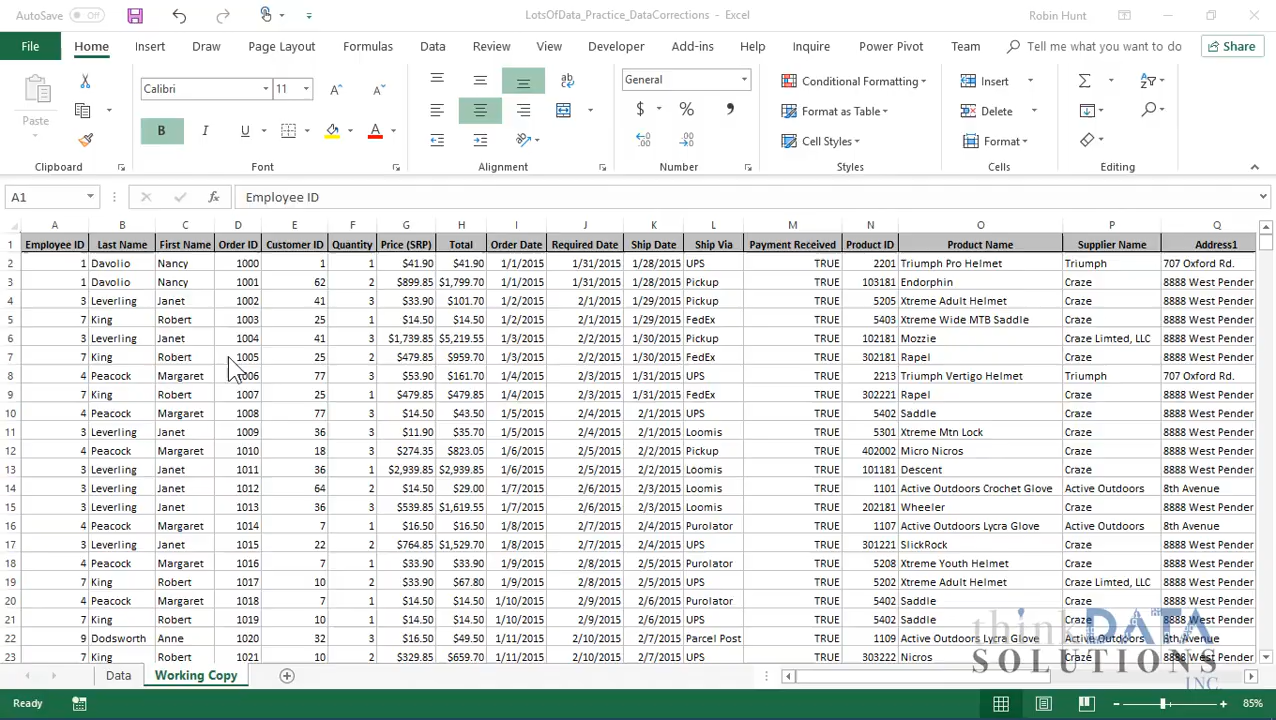 AutoSave Off LotsOfData_Practice_DataCorrections - Excel Robin Hunt
File Home Insert Draw Page Layout Formulas Data Review View Developer Add-ins Help Inquire Power Pivot Team Tell me what you want to do Share
Paste Calibri 11 B I U A General $ % , Conditional Formatting Format as Table Cell Styles Insert Delete Format
Clipboard Font Alignment Number Styles Cells Editing
A1 fx Employee ID
A B C D E F G H I J K L M N O P Q
1 Employee ID Last Name First Name Order ID Customer ID Quantity Price (SRP) Total Order Date Required Date Ship Date Ship Via Payment Received Product ID Product Name Supplier Name Address1
2 1 Davolio Nancy 1000 1 1 $41.90 $41.90 1/1/2015 1/31/2015 1/28/2015 UPS TRUE 2201 Triumph Pro Helmet Triumph 707 Oxford Rd.
3 1 Davolio Nancy 1001 62 2 $899.85 $1,799.70 1/1/2015 1/31/2015 1/28/2015 Pickup TRUE 103181 Endorphin Craze 8888 West Pender
4 3 Leverling Janet 1002 41 3 $33.90 $101.70 1/2/2015 2/1/2015 1/29/2015 Pickup TRUE 5205 Xtreme Adult Helmet Craze 8888 West Pender
5 7 King Robert 1003 25 1 $14.50 $14.50 1/2/2015 2/1/2015 1/29/2015 FedEx TRUE 5403 Xtreme Wide MTB Saddle Craze 8888 West Pender
6 3 Leverling Janet 1004 41 3 $1,739.85 $5,219.55 1/3/2015 2/2/2015 1/30/2015 Pickup TRUE 102181 Mozzie Craze Limted, LLC 8888 West Pender
7 7 King Robert 1005 25 2 $479.85 $959.70 1/3/2015 2/2/2015 1/30/2015 FedEx TRUE 302181 Rapel Craze 8888 West Pender
8 4 Peacock Margaret 1006 77 3 $53.90 $161.70 1/4/2015 2/3/2015 1/31/2015 UPS TRUE 2213 Triumph Vertigo Helmet Triumph 707 Oxford Rd.
9 7 King Robert 1007 25 1 $479.85 $479.85 1/4/2015 2/3/2015 1/31/2015 FedEx TRUE 302221 Rapel Craze 8888 West Pender
10 4 Peacock Margaret 1008 77 3 $14.50 $43.50 1/5/2015 2/4/2015 2/1/2015 UPS TRUE 5402 Saddle Craze 8888 West Pender
11 3 Leverling Janet 1009 36 3 $11.90 $35.70 1/5/2015 2/4/2015 2/1/2015 Loomis TRUE 5301 Xtreme Mtn Lock Craze 8888 West Pender
12 4 Peacock Margaret 1010 18 3 $274.35 $823.05 1/6/2015 2/5/2015 2/2/2015 Pickup TRUE 402002 Micro Nicros Craze 8888 West Pender
13 3 Leverling Janet 1011 36 1 $2,939.85 $2,939.85 1/6/2015 2/5/2015 2/2/2015 Loomis TRUE 101181 Descent Craze 8888 West Pender
14 3 Leverling Janet 1012 64 2 $14.50 $29.00 1/7/2015 2/6/2015 2/3/2015 Loomis TRUE 1101 Active Outdoors Crochet Glove Active Outdoors 8th Avenue
15 3 Leverling Janet 1013 36 3 $539.85 $1,619.55 1/7/2015 2/6/2015 2/3/2015 Loomis TRUE 202181 Wheeler Craze 8888 West Pender
16 4 Peacock Margaret 1014 7 1 $16.50 $16.50 1/8/2015 2/7/2015 2/4/2015 Purolator TRUE 1107 Active Outdoors Lycra Glove Active Outdoors 8th Avenue
17 3 Leverling Janet 1015 22 2 $764.85 $1,529.70 1/8/2015 2/7/2015 2/4/2015 UPS TRUE 301221 SlickRock Craze 8888 West Pender
18 4 Peacock Margaret 1016 7 1 $33.90 $33.90 1/9/2015 2/8/2015 2/5/2015 Purolator TRUE 5208 Xtreme Youth Helmet Craze 8888 West Pender
19 7 King Robert 1017 10 2 $33.90 $67.80 1/9/2015 2/8/2015 2/5/2015 UPS TRUE 5202 Xtreme Adult Helmet Craze Limted, LLC 8888 West Pender
20 4 Peacock Margaret 1018 7 1 $14.50 $14.50 1/10/2015 2/9/2015 2/6/2015 Purolator TRUE 5402 Saddle Craze 8888 West Pender
21 7 King Robert 1019 10 1 $14.50 $14.50 1/10/2015 2/9/2015 2/6/2015 UPS TRUE 5402 Saddle Craze 8888 West Pender
22 9 Dodsworth Anne 1020 32 3 $16.50 $49.50 1/11/2015 2/10/2015 2/7/2015 Parcel Post TRUE 1109 Active Outdoors Lycra Glove Active Outdoors 8th Avenue
23 7 King Robert 1021 10 2 $329.85 $659.70 1/11/2015 2/10/2015 2/7/2015 UPS TRUE 303222 Nicros Craze 8888 West Pender
think DATA
SOLUTIONS
INC.
Data Working Copy
Ready 85%